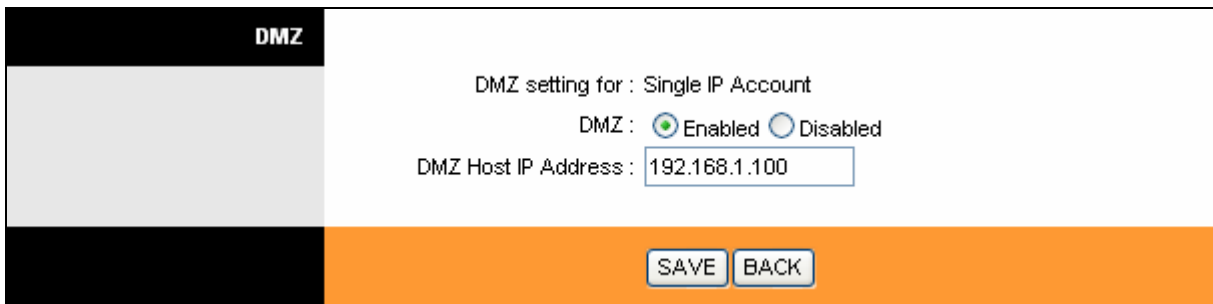 DMZ
DMZ setting for : Single IP Account
DMZ : Enabled Disabled
DMZ Host IP Address : 192.168.1.100
SAVE BACK